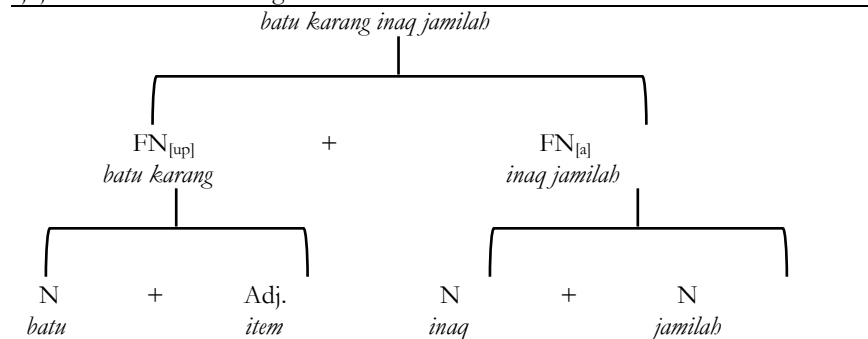 batu karang inaq jamilah
FN[up] + FN[a]
batu karang inaq jamilah
N + Adj. N + N
batu item inaq jamilah